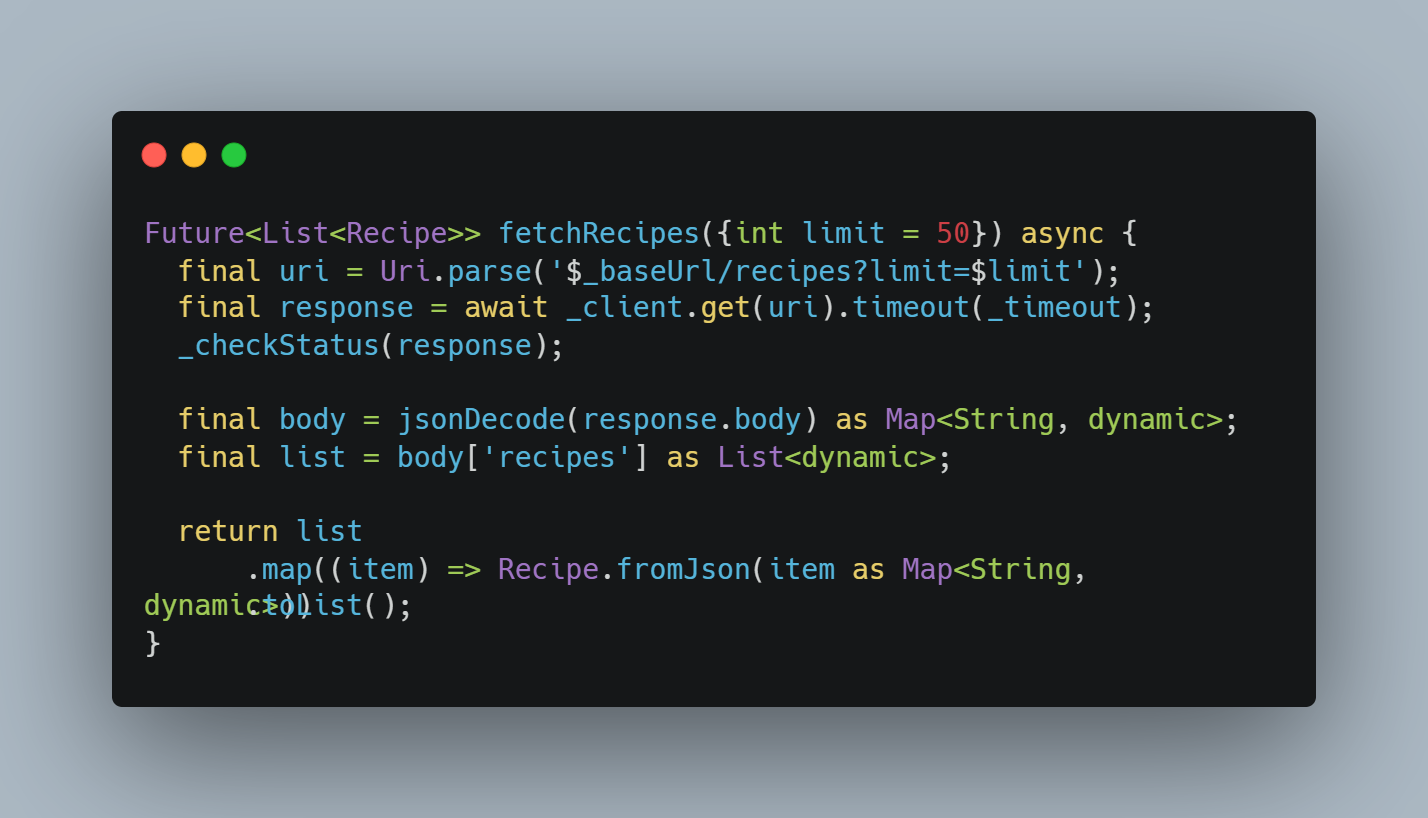 Future<List<Recipe>> fetchRecipes({int limit = 50}) async {
  final uri = Uri.parse('$_baseUrl/recipes?limit=$limit');
  final response = await _client.get(uri).timeout(_timeout);
  _checkStatus(response);

  final body = jsonDecode(response.body) as Map<String, dynamic>;
  final list = body['recipes'] as List<dynamic>;

  return list
      .map((item) => Recipe.fromJson(item as Map<String,
dynamic>))
      .toList();
}